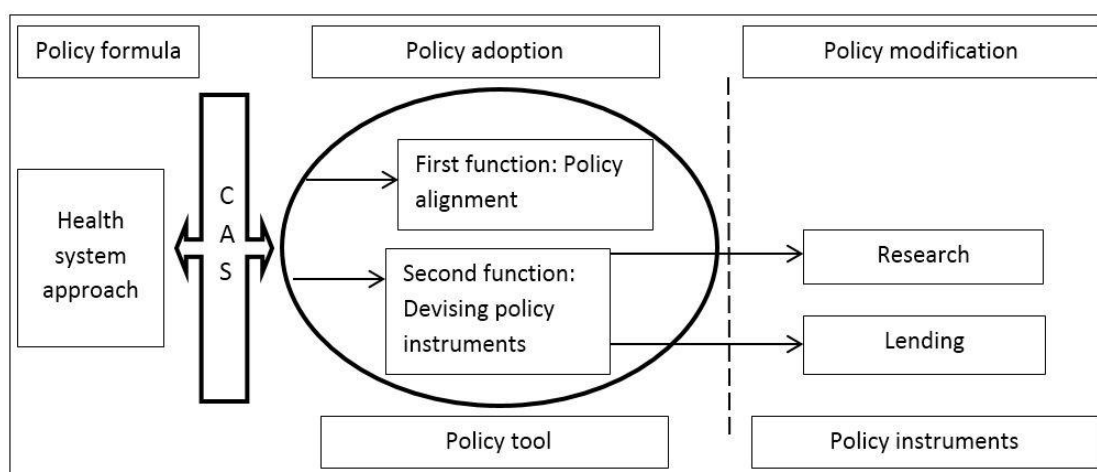 Policy formula
Policy adoption
Policy modification
Health
system
approach
C
A
S
First function: Policy
alignment
Second function:
Devising policy
instruments
Research
Lending
Policy tool
Policy instruments